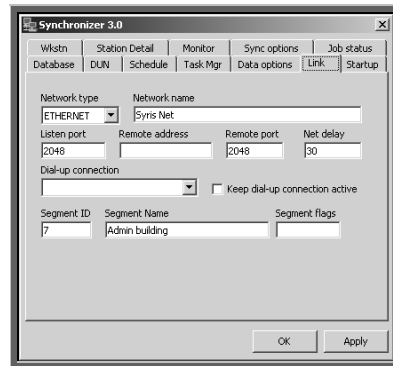 Synchronizer 3.0
Wkstn Station Detail Monitor Sync options Job status
Database DUN Schedule Task Mgr Data options Link Startup
Network type Network name
ETHERNET Syris Net
Listen port Remote address Remote port Net delay
2048 2048 30
Dial-up connection
Keep dial-up connection active
Segment ID Segment Name Segment flags
7 Admin building
OK Apply